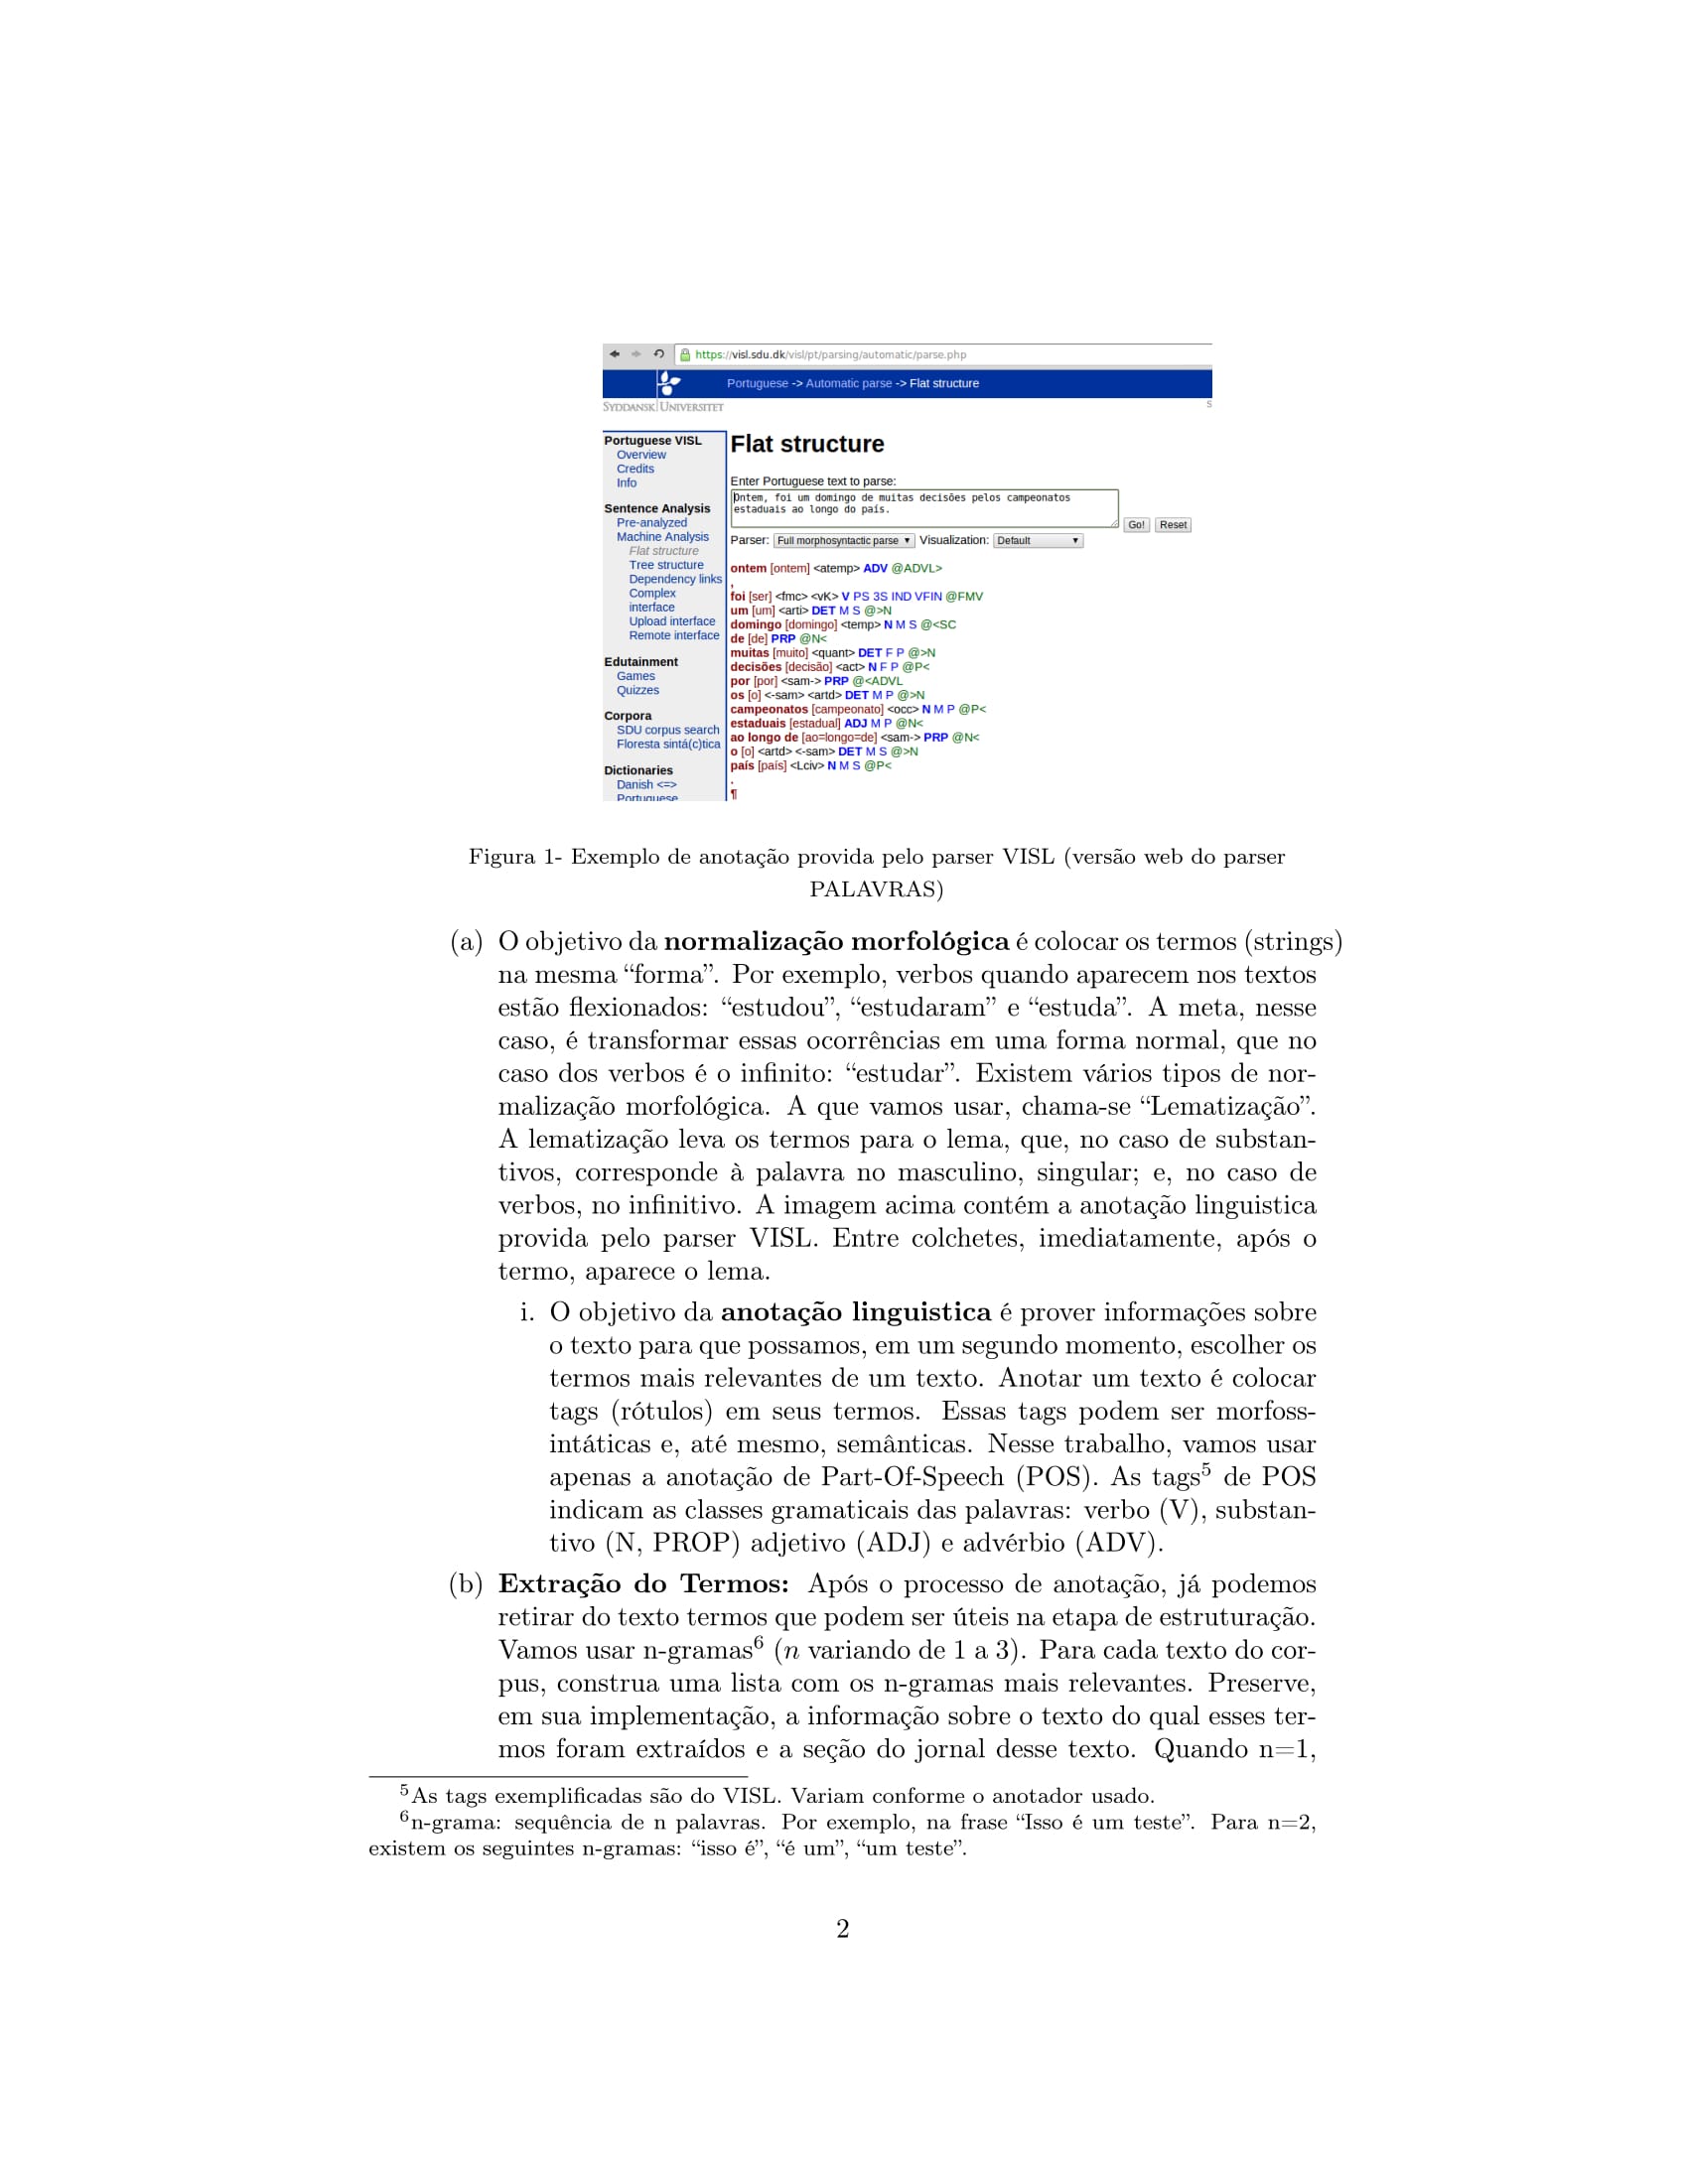 https://visl.sdu.dk/visl/pt/parsing/automatic/parse.php
Portuguese -> Automatic parse -> Flat structure
SYDDANSK UNIVERSITET
S
Portuguese VISL
Overview
Credits
Info
Sentence Analysis
Pre-analyzed
Machine Analysis
Flat structure
Tree structure
Dependency links
Complex
interface
Upload interface
Remote interface
Edutainment
Games
Quizzes
Corpora
SDU corpus search
Floresta sintá(c)tica
Dictionaries
Danish <=>
Portuguese
Flat structure
Enter Portuguese text to parse:
Ontem, foi um domingo de muitas decisões pelos campeonatos
estaduais ao longo do país.
Go! Reset
Parser: Full morphosyntactic parse Visualization: Default
ontem [ontem] <atemp> ADV @ADVL>
,
foi [ser] <fmc> <vK> V PS 3S IND VFIN @FMV
um [um] <arti> DET M S @>N
domingo [domingo] <temp> N M S @<SC
de [de] PRP @N<
muitas [muito] <quant> DET F P @>N
decisões [decisão] <act> N F P @P<
por [por] <sam-> PRP @<ADVL
os [o] <-sam> <artd> DET M P @>N
campeonatos [campeonato] <occ> N M P @P<
estaduais [estadual] ADJ M P @N<
ao longo de [ao=longo=de] <sam-> PRP @N<
o [o] <artd> <-sam> DET M S @>N
país [país] <Lciv> N M S @P<
.
¶
Figura 1- Exemplo de anotação provida pelo parser VISL (versão web do parser
PALAVRAS)
(a) O objetivo da normalização morfológica é colocar os termos (strings)
na mesma “forma”. Por exemplo, verbos quando aparecem nos textos
estão flexionados: “estudou”, “estudaram” e “estuda”. A meta, nesse
caso, é transformar essas ocorrências em uma forma normal, que no
caso dos verbos é o infinito: “estudar”. Existem vários tipos de nor-
malização morfológica. A que vamos usar, chama-se “Lematização”.
A lematização leva os termos para o lema, que, no caso de substan-
tivos, corresponde à palavra no masculino, singular; e, no caso de
verbos, no infinitivo. A imagem acima contém a anotação linguistica
provida pelo parser VISL. Entre colchetes, imediatamente, após o
termo, aparece o lema.
i. O objetivo da anotação linguistica é prover informações sobre
o texto para que possamos, em um segundo momento, escolher os
termos mais relevantes de um texto. Anotar um texto é colocar
tags (rótulos) em seus termos. Essas tags podem ser morfoss-
intáticas e, até mesmo, semânticas. Nesse trabalho, vamos usar
apenas a anotação de Part-Of-Speech (POS). As tags5 de POS
indicam as classes gramaticais das palavras: verbo (V), substan-
tivo (N, PROP) adjetivo (ADJ) e advérbio (ADV).
(b) Extração do Termos: Após o processo de anotação, já podemos
retirar do texto termos que podem ser úteis na etapa de estruturação.
Vamos usar n-gramas6 (n variando de 1 a 3). Para cada texto do cor-
pus, construa uma lista com os n-gramas mais relevantes. Preserve,
em sua implementação, a informação sobre o texto do qual esses ter-
mos foram extraídos e a seção do jornal desse texto. Quando n=1,
5As tags exemplificadas são do VISL. Variam conforme o anotador usado.
6n-grama: sequência de n palavras. Por exemplo, na frase “Isso é um teste”. Para n=2,
existem os seguintes n-gramas: “isso é”, “é um”, “um teste”.
2